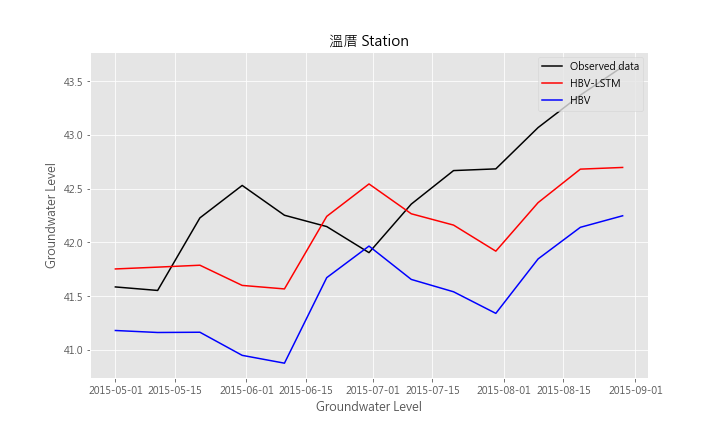 溫厝 Station
Observed data
HBV-LSTM
HBV
Groundwater Level
43.5
43.0
42.5
42.0
41.5
41.0
2015-05-01 2015-05-15 2015-06-01 2015-06-15 2015-07-01 2015-07-15 2015-08-01 2015-08-15 2015-09-01
Groundwater Level